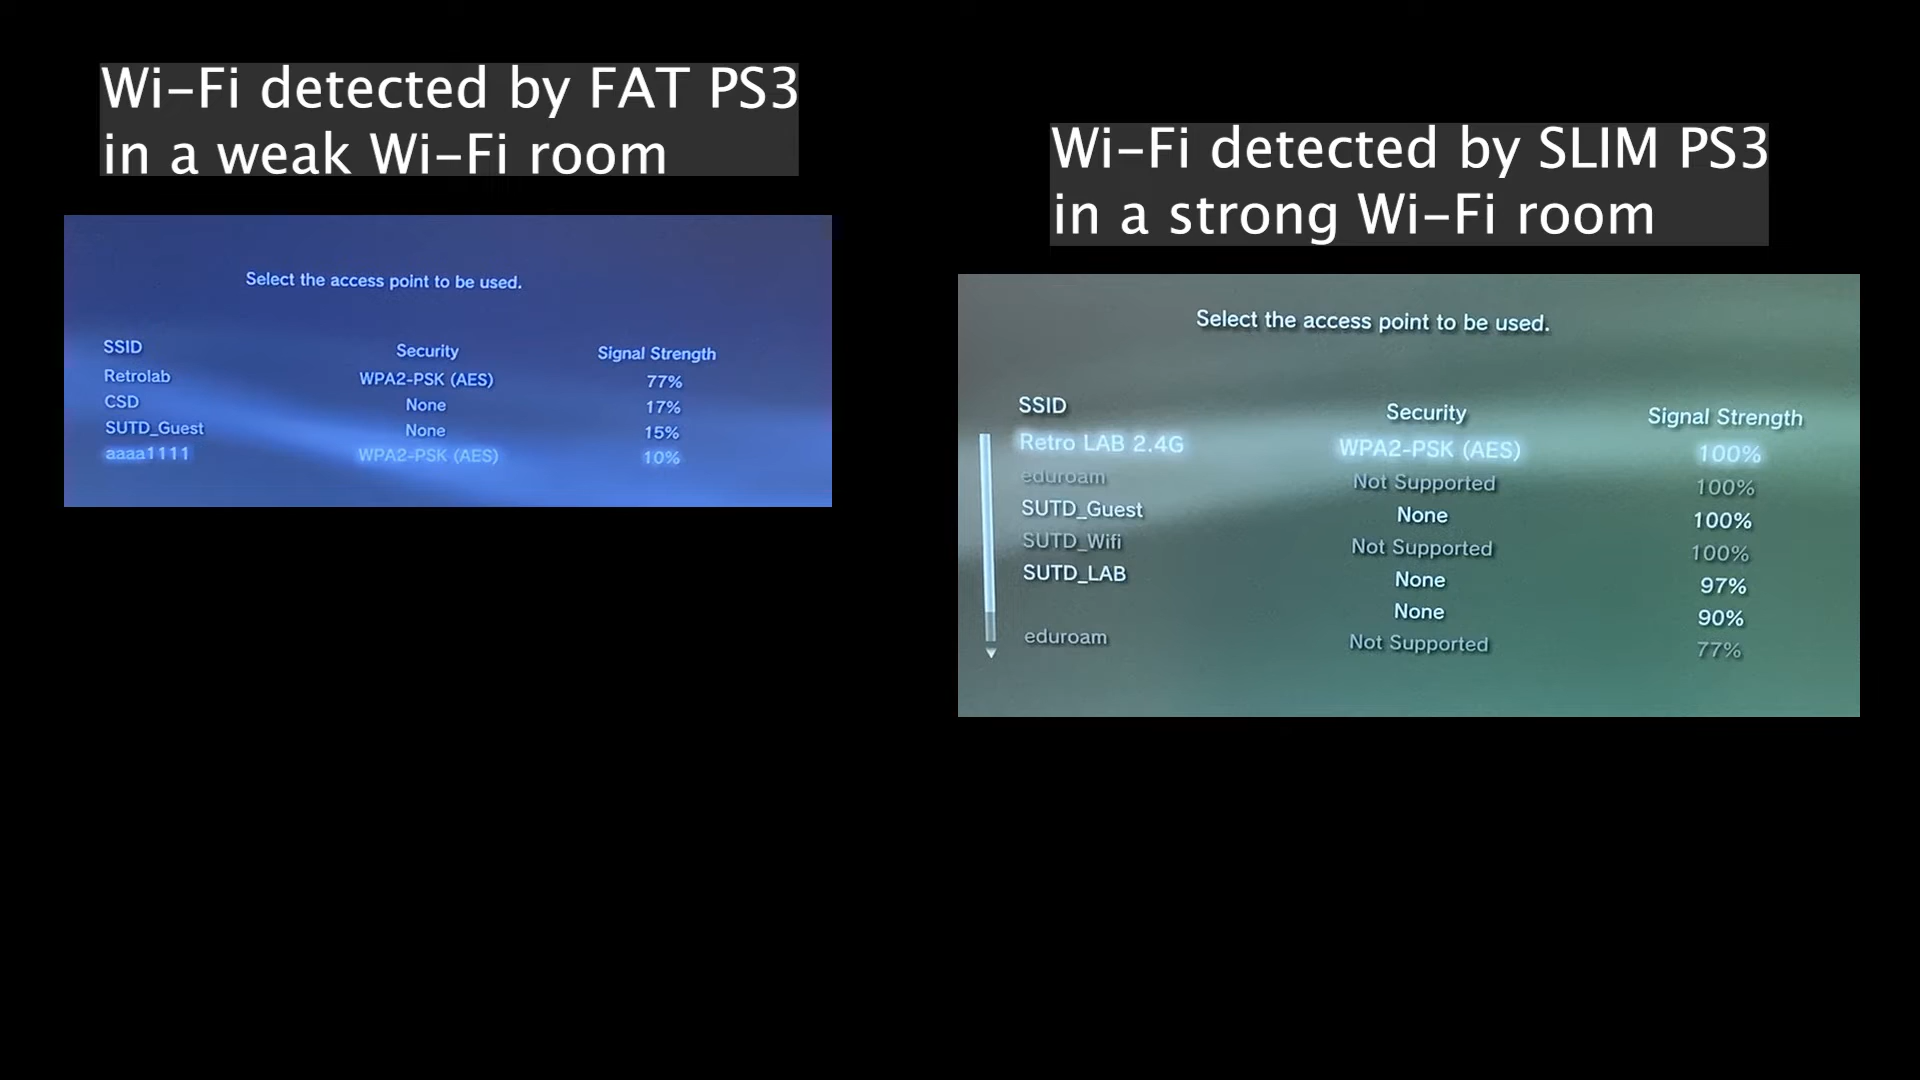 Wi-Fi detected by FAT PS3
in a weak Wi-Fi room
Select the access point to be used.
SSID Security Signal Strength
Retrolab WPA2-PSK (AES) 77%
CSD None 17%
SUTD_Guest None 15%
aaaa1111 WPA2-PSK (AES) 10%
Wi-Fi detected by SLIM PS3
in a strong Wi-Fi room
Select the access point to be used.
SSID Security Signal Strength
Retro LAB 2.4G WPA2-PSK (AES) 100%
eduroam Not Supported 100%
SUTD_Guest None 100%
SUTD_Wifi Not Supported 100%
SUTD_LAB None 97%
None 90%
eduroam Not Supported 77%